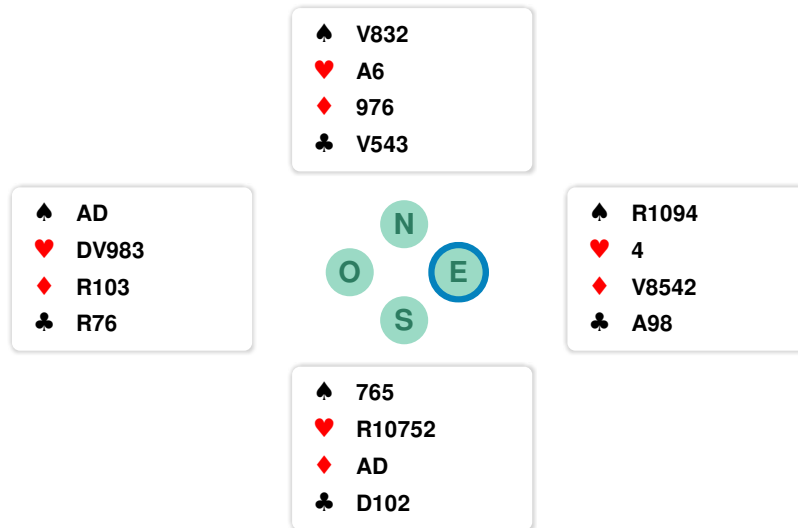 ♠ V832
♥ A6
♦ 976
♣ V543
♠ AD
♥ DV983
♦ R103
♣ R76
N
O
E
S
♠ R1094
♥ 4
♦ V8542
♣ A98
♠ 765
♥ R10752
♦ AD
♣ D102